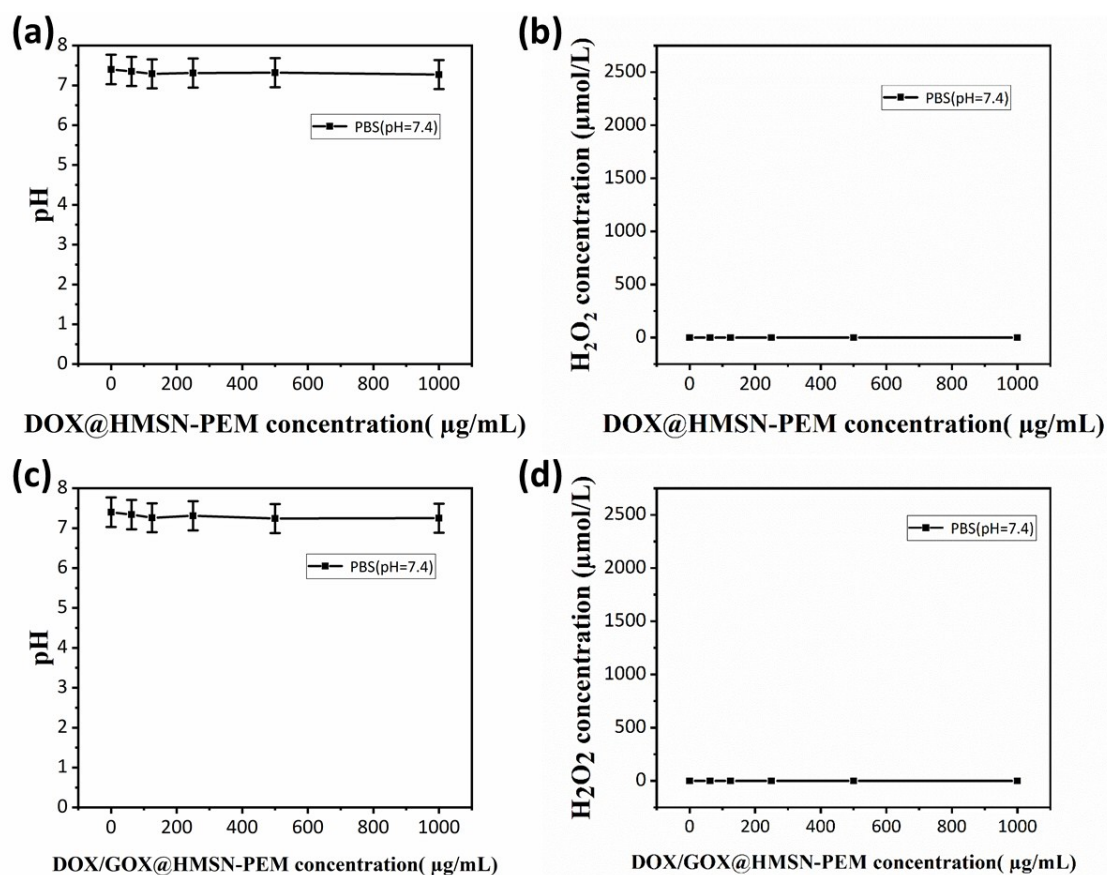 (a)
8
7
6
5
4
3
2
1
0
pH
PBS(pH=7.4)
0 200 400 600 800 1000
DOX@HMSN-PEM concentration( μg/mL)
(b)
2500
2000
1500
1000
500
0
H₂O₂ concentration (μmol/L)
PBS(pH=7.4)
0 200 400 600 800 1000
DOX@HMSN-PEM concentration( μg/mL)
(c)
8
7
6
5
4
3
2
1
0
pH
PBS(pH=7.4)
0 200 400 600 800 1000
DOX/GOX@HMSN-PEM concentration( μg/mL)
(d)
2500
2000
1500
1000
500
0
H2O2 concentration (μmol/L)
PBS(pH=7.4)
0 200 400 600 800 1000
DOX/GOX@HMSN-PEM concentration( μg/mL)